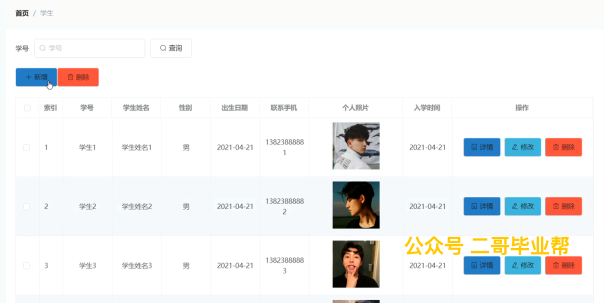 首页 / 学生
学号 学号 查询
+ 新增 删除
索引 学号 学生姓名 性别 出生日期 联系手机 个人照片 入学时间 操作
1 学生1 学生姓名1 男 2021-04-21 13823888881 2021-04-21 详情 修改 删除
2 学生2 学生姓名2 男 2021-04-21 13823888882 2021-04-21 详情 修改 删除
公众号 二哥毕业帮
3 学生3 学生姓名3 男 2021-04-21 13823888883 2021-04-21 详情 修改 删除